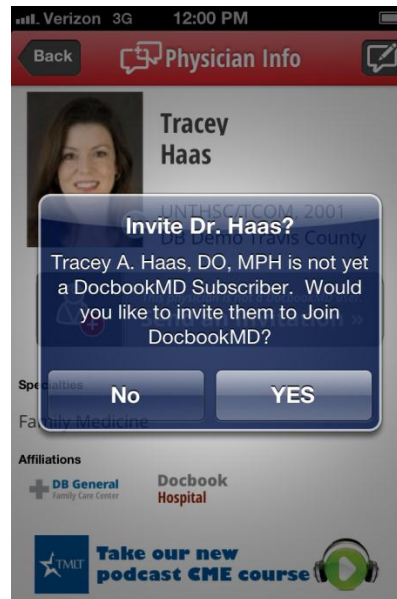 Verizon 3G 12:00 PM
Back Physician Info
Tracey
Haas
UNTHSC/TCOM, 2001
DB Demo Travis County
Invite Dr. Haas?
Tracey A. Haas, DO, MPH is not yet
a DocbookMD Subscriber. Would
you like to invite them to Join
DocbookMD?
Send an Invitation »
No YES
Specialties
Family Medicine
Affiliations
DB General Docbook
Family Care Center Hospital
TMLT Take our new
podcast CME course